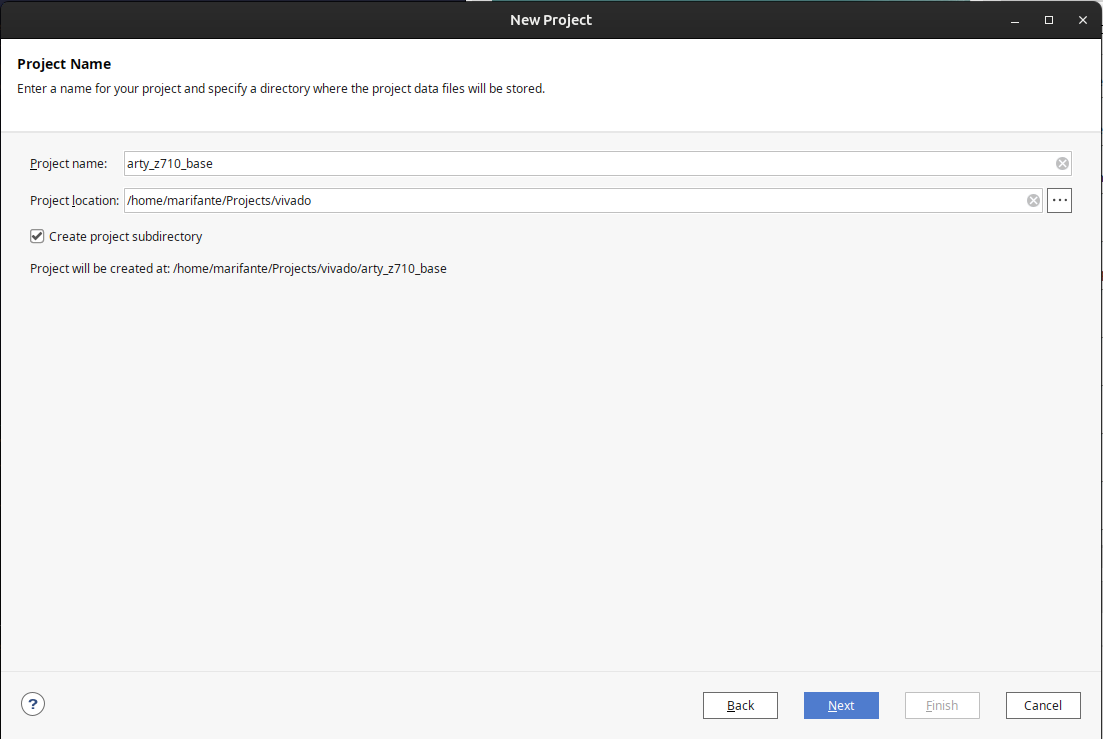 New Project
Project Name
Enter a name for your project and specify a directory where the project data files will be stored.
Project name: arty_z710_base
Project location: /home/marifante/Projects/vivado ...
Create project subdirectory
Project will be created at: /home/marifante/Projects/vivado/arty_z710_base
? Back Next Finish Cancel